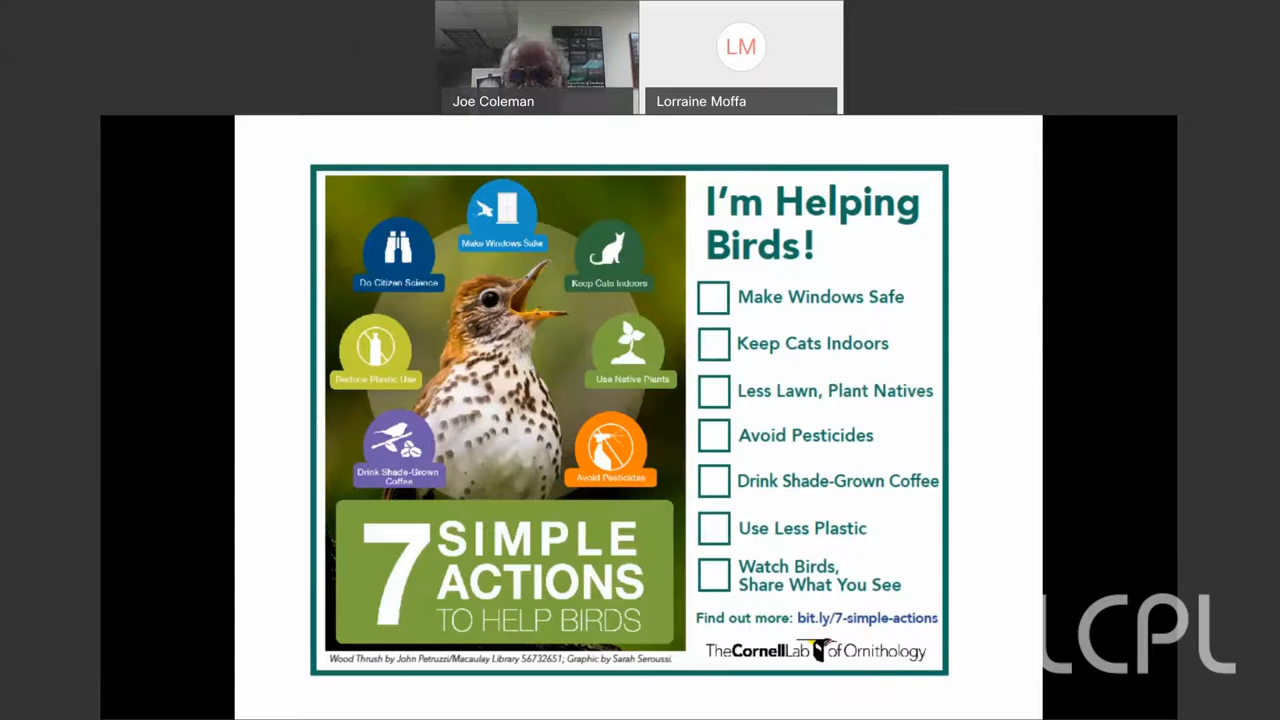 LM
Joe Coleman
Lorraine Moffa
Make Windows Safer
Do Citizen Science
Keep Cats Indoors
Reduce Plastic Use
Use Native Plants
Drink Shade-Grown
Coffee
Avoid Pesticides
7 SIMPLE
ACTIONS
TO HELP BIRDS
Wood Thrush by John Petruzzi/Macaulay Library 56732651; Graphic by Sarah Seroussi.
I'm Helping
Birds!
Make Windows Safe
Keep Cats Indoors
Less Lawn, Plant Natives
Avoid Pesticides
Drink Shade-Grown Coffee
Use Less Plastic
Watch Birds,
Share What You See
Find out more: bit.ly/7-simple-actions
TheCornellLab of Ornithology
LCPL